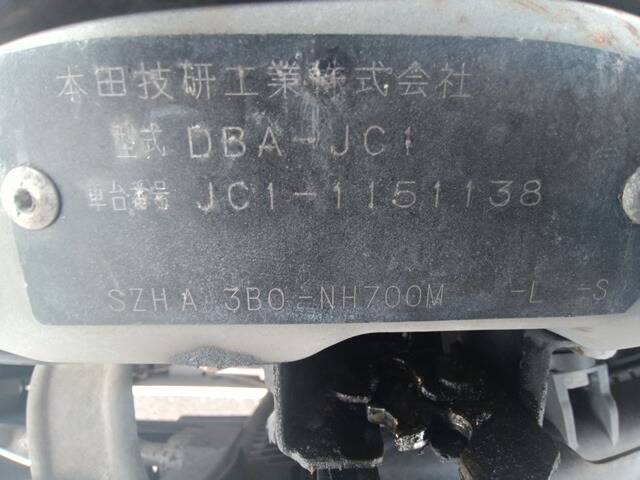 本田技研工業株式会社
型式 DBA-JC1
車台番号 JC1-1151138
SZHA 3B0-NH700M -L -S